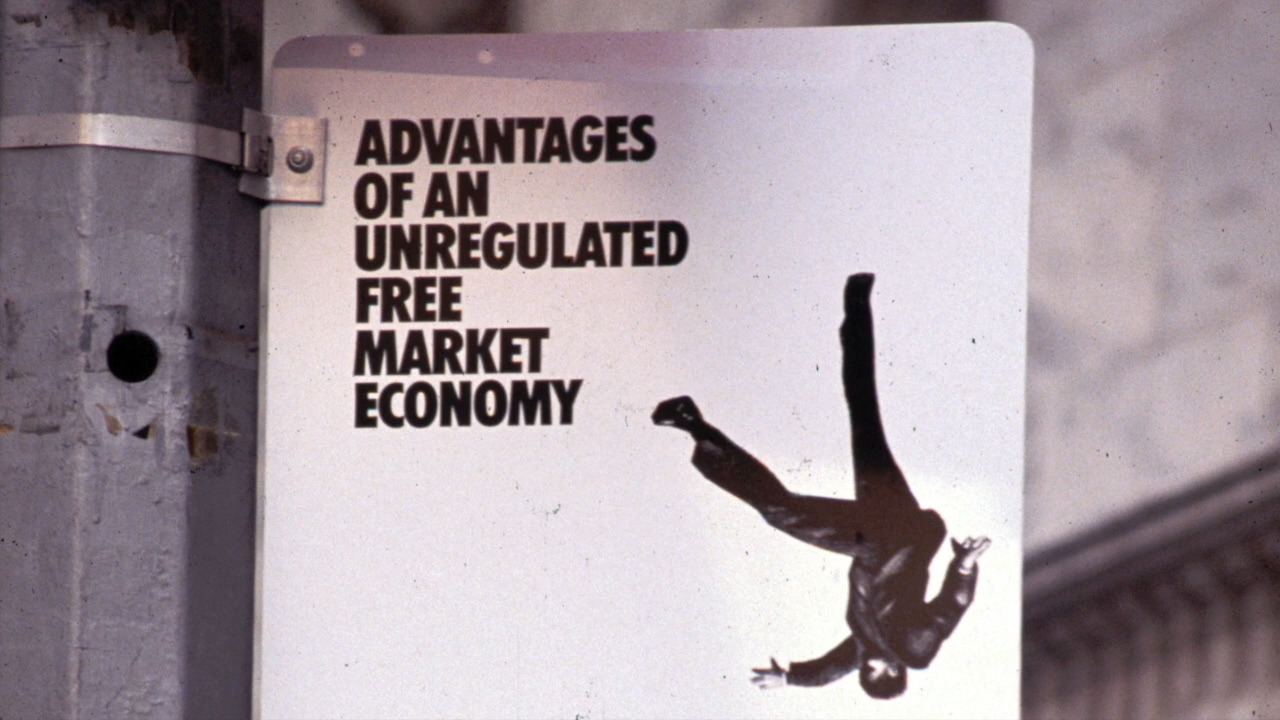 ADVANTAGES
OF AN
UNREGULATED
FREE
MARKET
ECONOMY